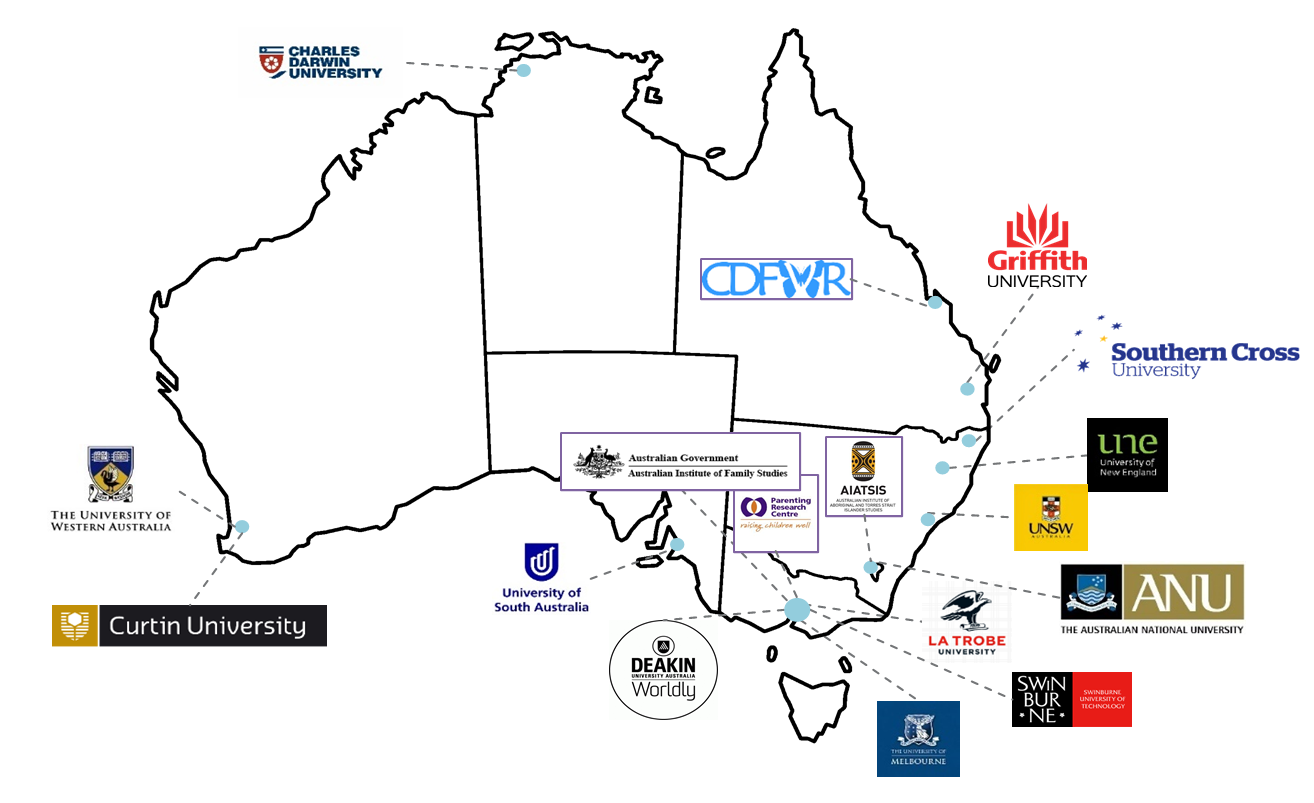 CHARLES
DARWIN
UNIVERSITY
Griffith
UNIVERSITY
CDFWR
Southern Cross
University
une
University of
New England
Australian Government
Australian Institute of Family Studies
AIATSIS
AUSTRALIAN INSTITUTE OF
ABORIGINAL AND TORRES STRAIT
ISLANDER STUDIES
Parenting
Research
Centre
raising children well
THE UNIVERSITY OF
WESTERN AUSTRALIA
UNSW
AUSTRALIA
University of
South Australia
ANU
THE AUSTRALIAN NATIONAL UNIVERSITY
Curtin University
LA TROBE
UNIVERSITY
DEAKIN
UNIVERSITY AUSTRALIA
Worldly
SWIN
BUR
NE
SWINBURNE
UNIVERSITY OF
TECHNOLOGY
THE UNIVERSITY OF
MELBOURNE